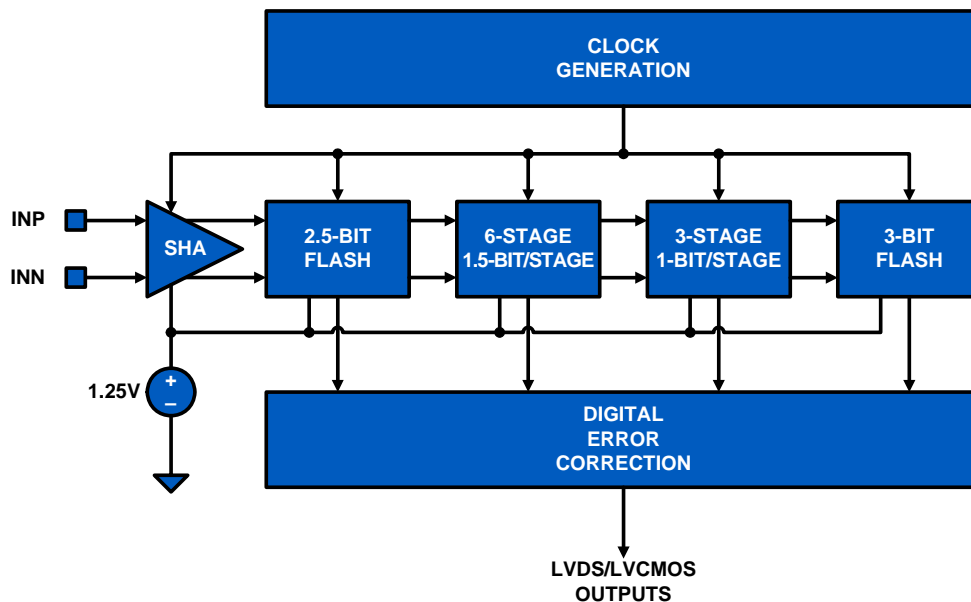 CLOCK
GENERATION
INP
INN
SHA
2.5-BIT
FLASH
6-STAGE
1.5-BIT/STAGE
3-STAGE
1-BIT/STAGE
3-BIT
FLASH
1.25V
+
–
DIGITAL
ERROR
CORRECTION
LVDS/LVCMOS
OUTPUTS